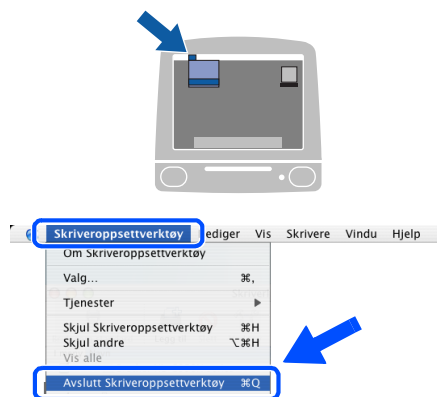 Skriveroppsettverktøy Rediger Vis Skrivere Vindu Hjelp
Om Skriveroppsettverktøy
Valg... ⌘,
Tjenester ▶
Skjul Skriveroppsettverktøy ⌘H
Skjul andre ⌥⌘H
Vis alle
Avslutt Skriveroppsettverktøy ⌘Q